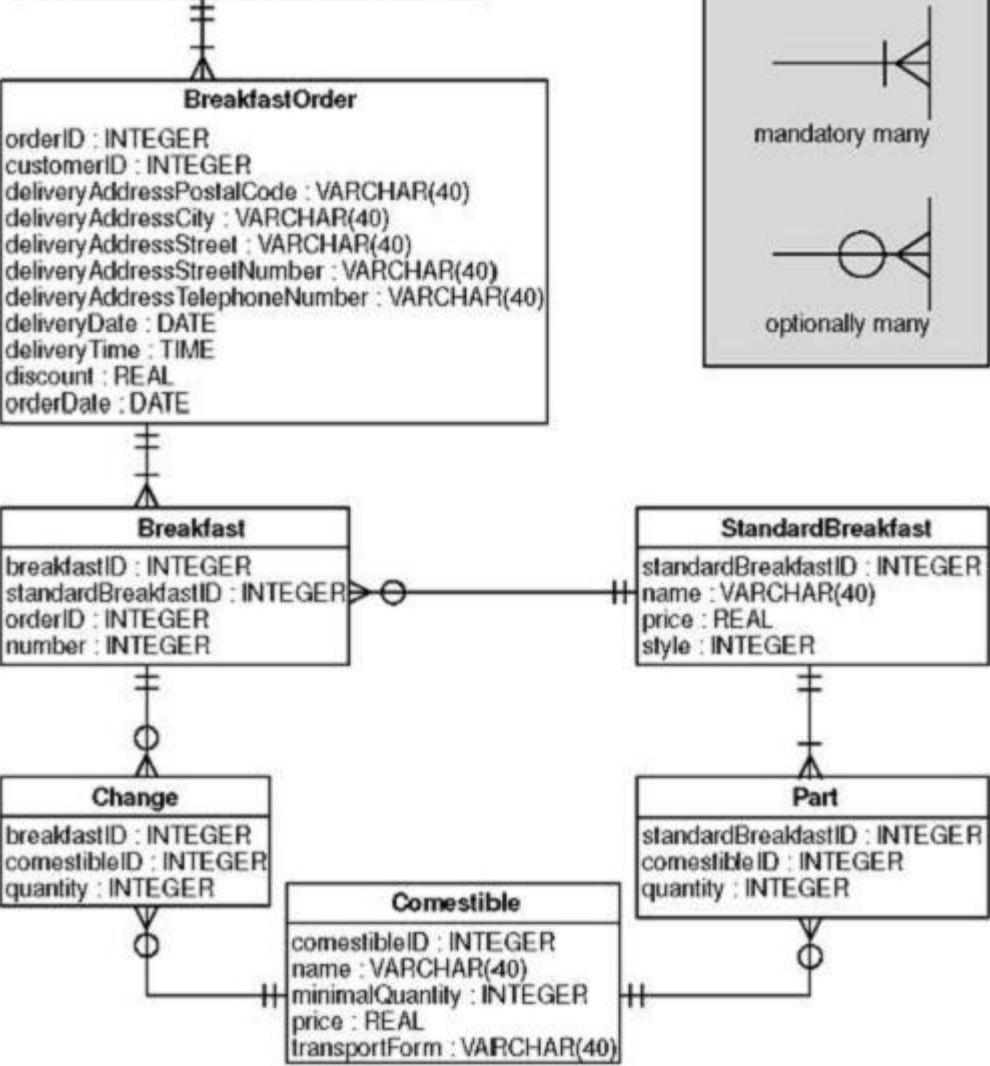 BreakfastOrder
orderID : INTEGER
customerID : INTEGER
deliveryAddressPostalCode : VARCHAR(40)
deliveryAddressCity : VARCHAR(40)
deliveryAddressStreet : VARCHAR(40)
deliveryAddressStreetNumber : VARCHAR(40)
deliveryAddressTelephoneNumber : VARCHAR(40)
deliveryDate : DATE
deliveryTime : TIME
discount : REAL
orderDate : DATE
mandatory many
optionally many
Breakfast
breakfastID : INTEGER
standardBreakfastID : INTEGER
orderID : INTEGER
number : INTEGER
StandardBreakfast
standardBreakfastID : INTEGER
name : VARCHAR(40)
price : REAL
style : INTEGER
Change
breakfastID : INTEGER
comestibleID : INTEGER
quantity : INTEGER
Part
standardBreakfastID : INTEGER
comestibleID : INTEGER
quantity : INTEGER
Comestible
comestibleID : INTEGER
name : VARCHAR(40)
minimalQuantity : INTEGER
price : REAL
transportForm : VARCHAR(40)